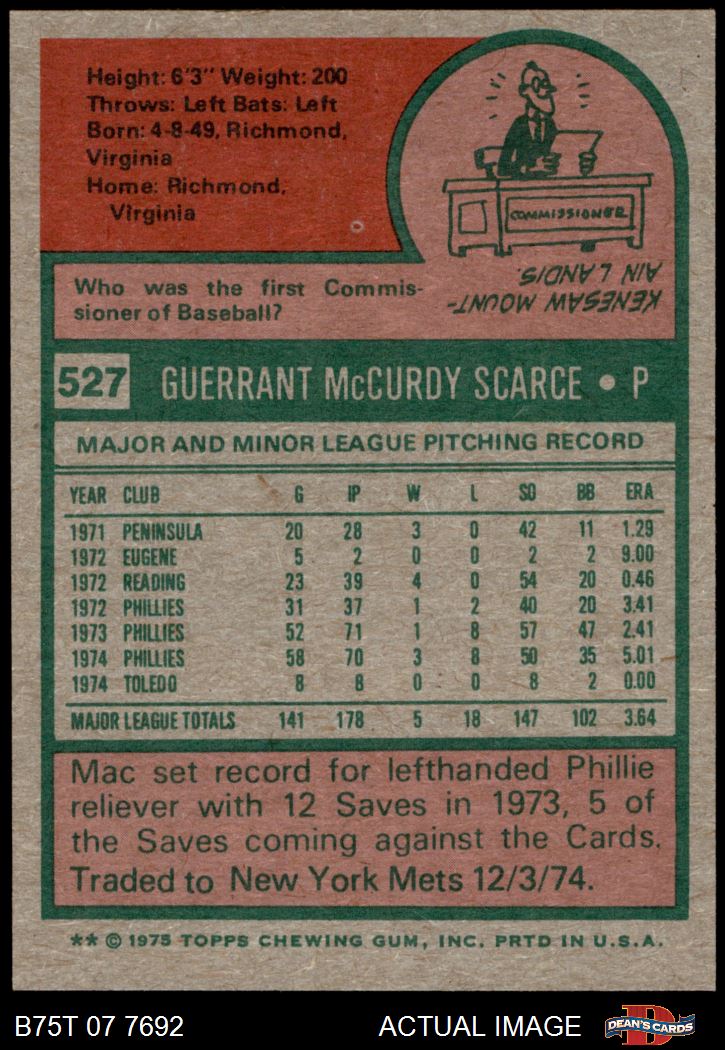 Height: 6'3" Weight: 200
Throws: Left Bats: Left
Born: 4-8-49, Richmond,
Virginia
Home: Richmond,
Virginia
COMMISSIONER
Who was the first Commis-
sioner of Baseball?
KENESAW MOUNT-
AIN LANDIS.
527 GUERRANT McCURDY SCARCE • P
MAJOR AND MINOR LEAGUE PITCHING RECORD
YEAR CLUB G IP W L SO BB ERA
1971 PENINSULA 20 28 3 0 42 11 1.29
1972 EUGENE 5 2 0 0 2 2 9.00
1972 READING 23 39 4 0 54 20 0.46
1972 PHILLIES 31 37 1 2 40 20 3.41
1973 PHILLIES 52 71 1 8 57 47 2.41
1974 PHILLIES 58 70 3 8 50 35 5.01
1974 TOLEDO 8 8 0 0 8 2 0.00
MAJOR LEAGUE TOTALS 141 178 5 18 147 102 3.64
Mac set record for lefthanded Phillie
reliever with 12 Saves in 1973, 5 of
the Saves coming against the Cards.
Traded to New York Mets 12/3/74.
** © 1975 TOPPS CHEWING GUM, INC. PRTD IN U.S.A.
B75T 07 7692 ACTUAL IMAGE
D
DEAN'S CARDS